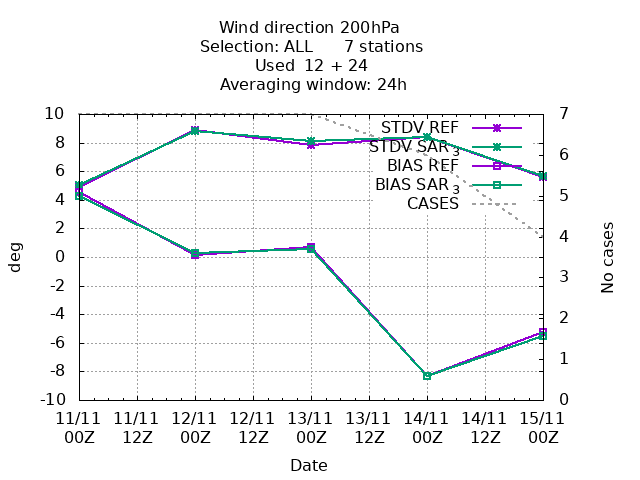 Wind direction 200hPa
Selection: ALL 7 stations
Used 12 + 24
Averaging window: 24h
10
8
6
4
2
0
-2
-4
-6
-8
-10
deg
7
6
5
4
3
2
1
0
No cases
STDV REF
STDV SAR 3
BIAS REF
BIAS SAR 3
CASES
11/11 11/11 12/11 12/11 13/11 13/11 14/11 14/11 15/11
00Z 12Z 00Z 12Z 00Z 12Z 00Z 12Z 00Z
Date